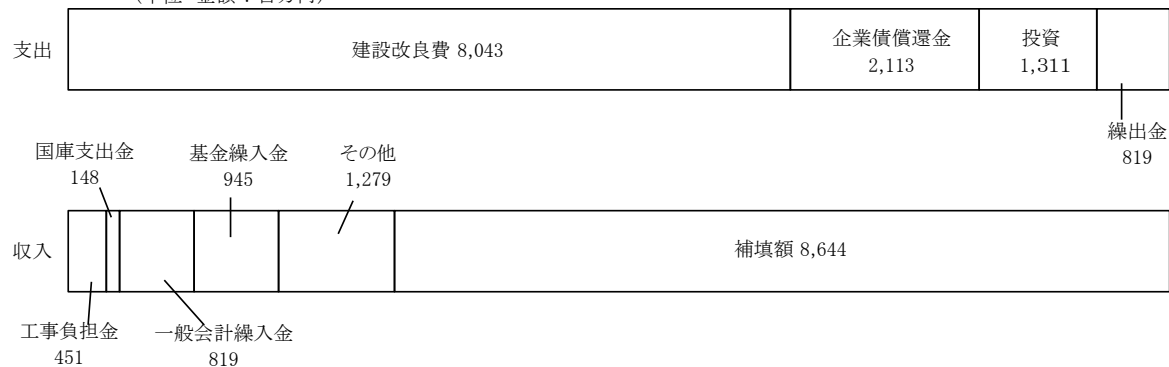 支出
建設改良費 8,043
企業債償還金
2,113
投資
1,311
繰出金
819
国庫支出金
148
基金繰入金
945
その他
1,279
収入
補填額 8,644
工事負担金
451
一般会計繰入金
819